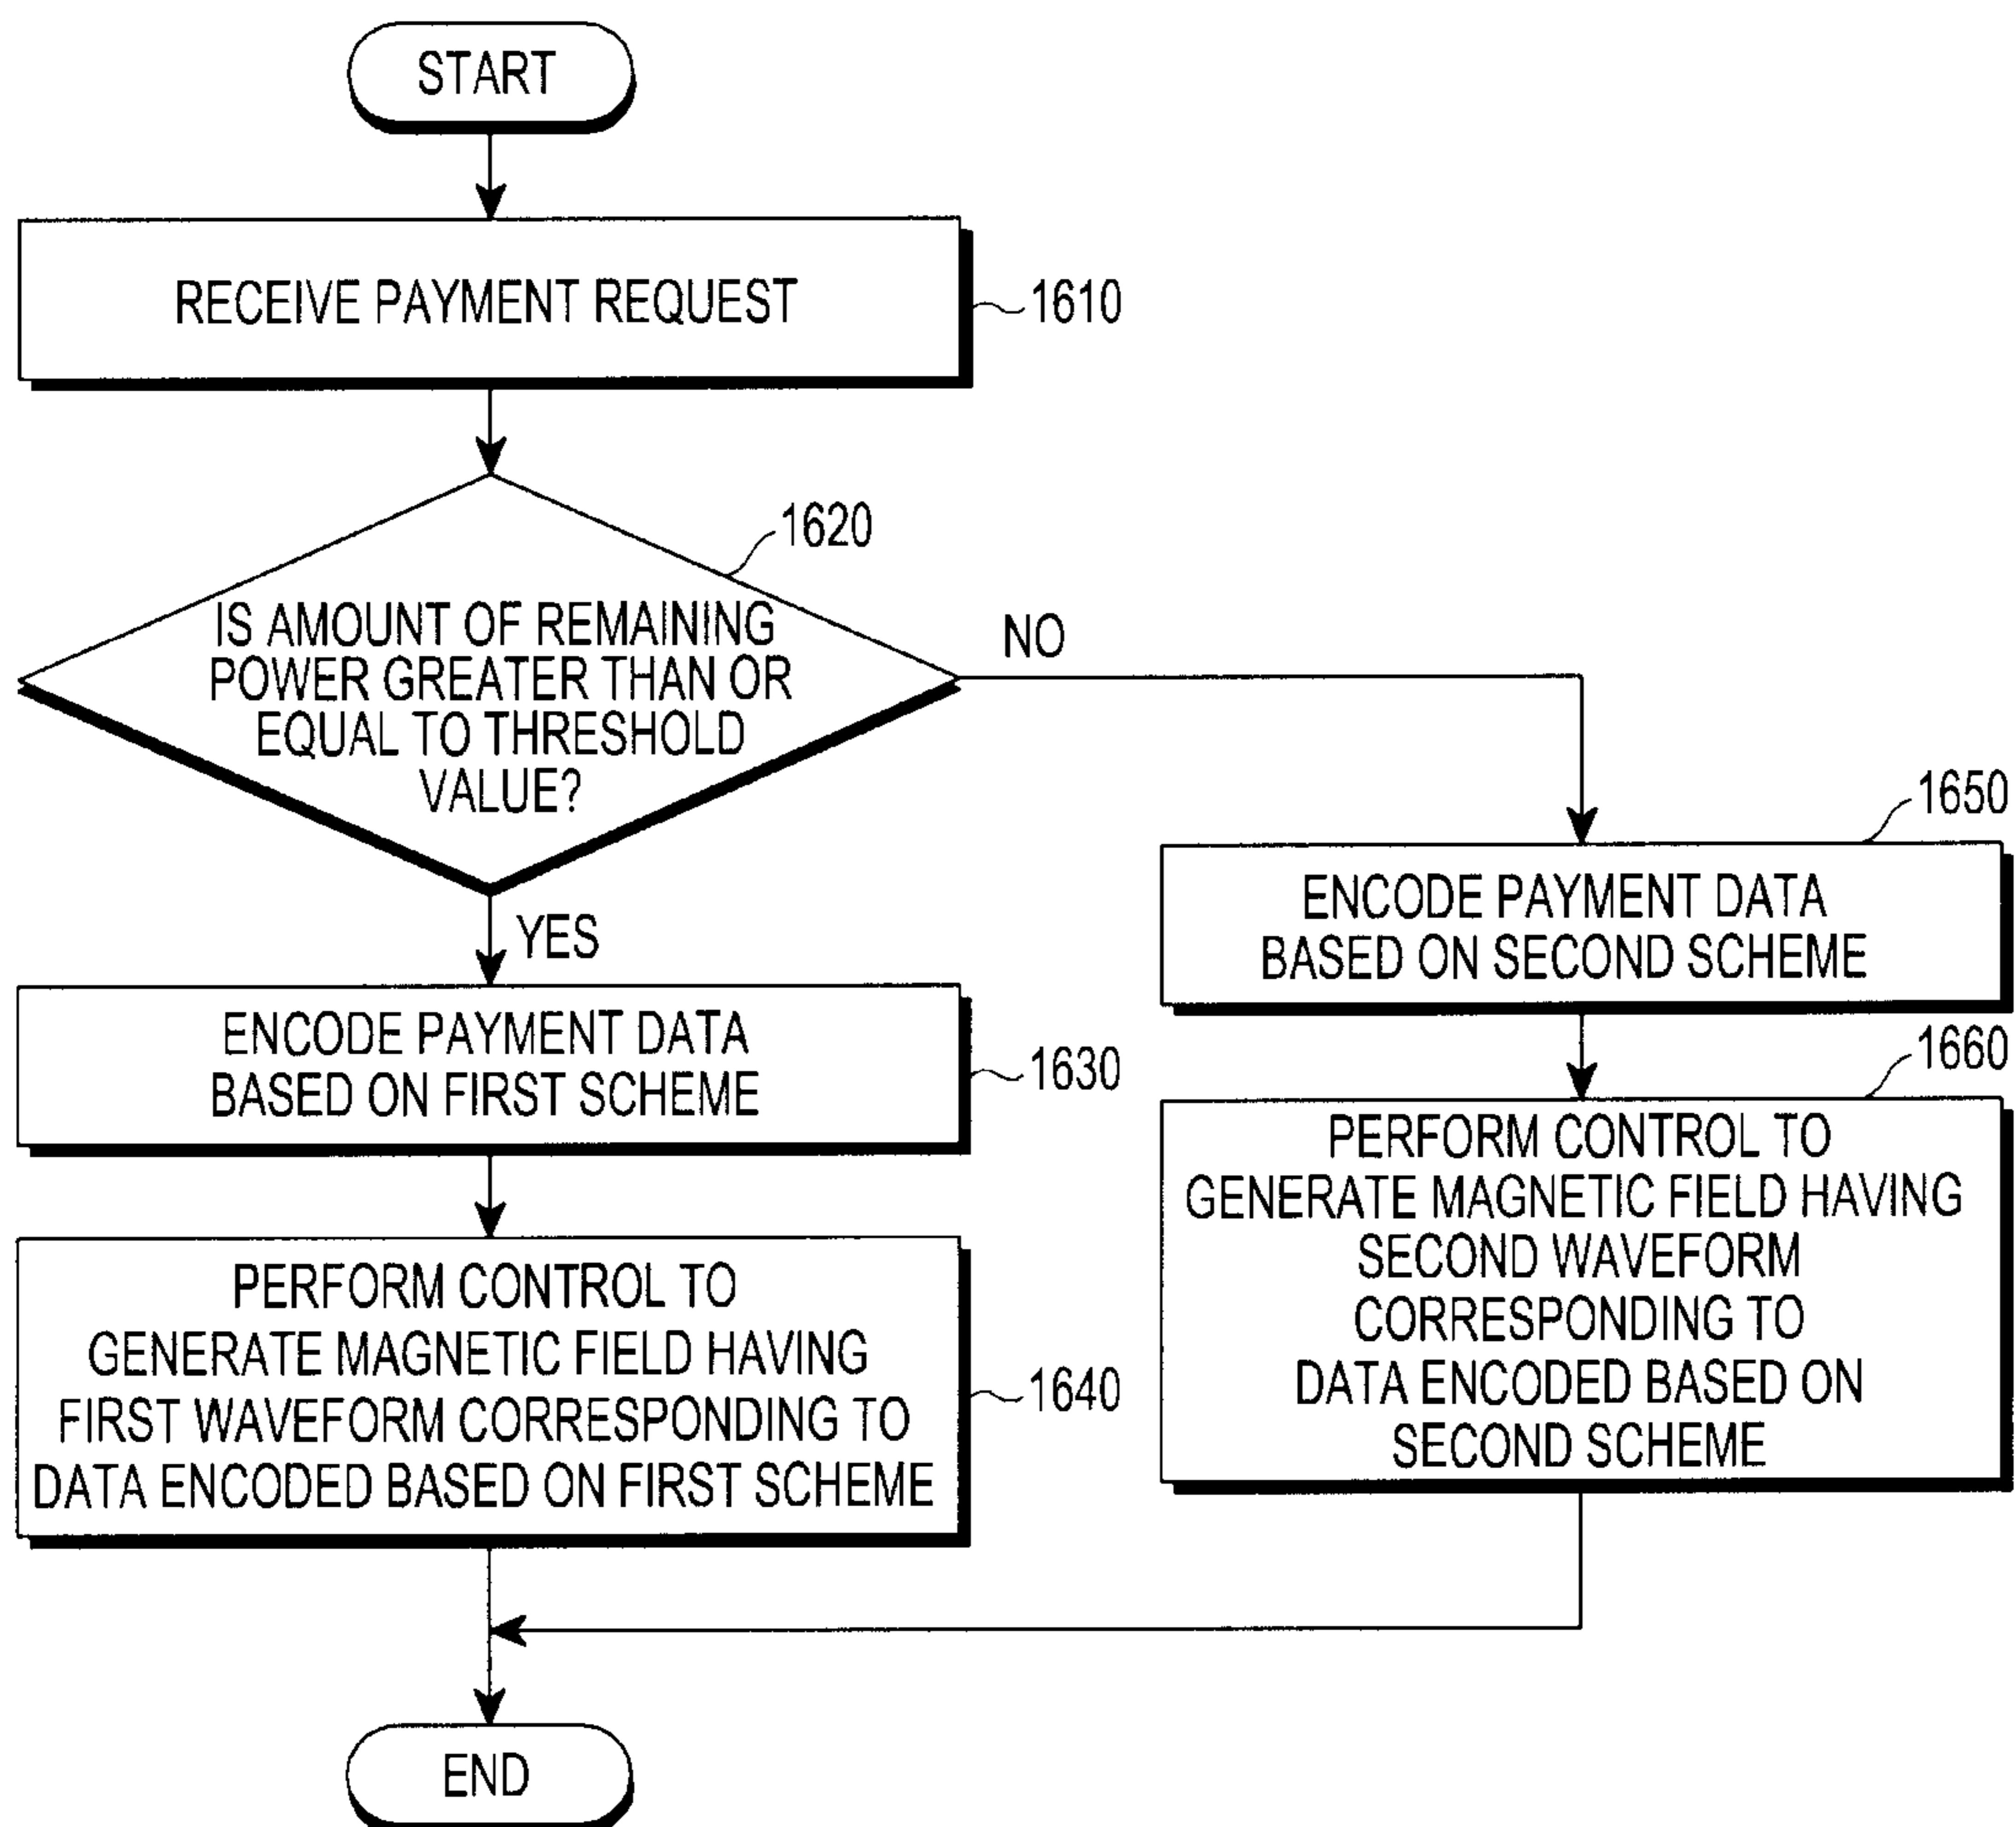 START
RECEIVE PAYMENT REQUEST
1610
1620
IS AMOUNT OF REMAINING
POWER GREATER THAN OR
EQUAL TO THRESHOLD
VALUE?
NO
YES
ENCODE PAYMENT DATA
BASED ON FIRST SCHEME
1630
PERFORM CONTROL TO
GENERATE MAGNETIC FIELD HAVING
FIRST WAVEFORM CORRESPONDING TO
DATA ENCODED BASED ON FIRST SCHEME
1640
1650
ENCODE PAYMENT DATA
BASED ON SECOND SCHEME
1660
PERFORM CONTROL TO
GENERATE MAGNETIC FIELD HAVING
SECOND WAVEFORM
CORRESPONDING TO
DATA ENCODED BASED ON
SECOND SCHEME
END